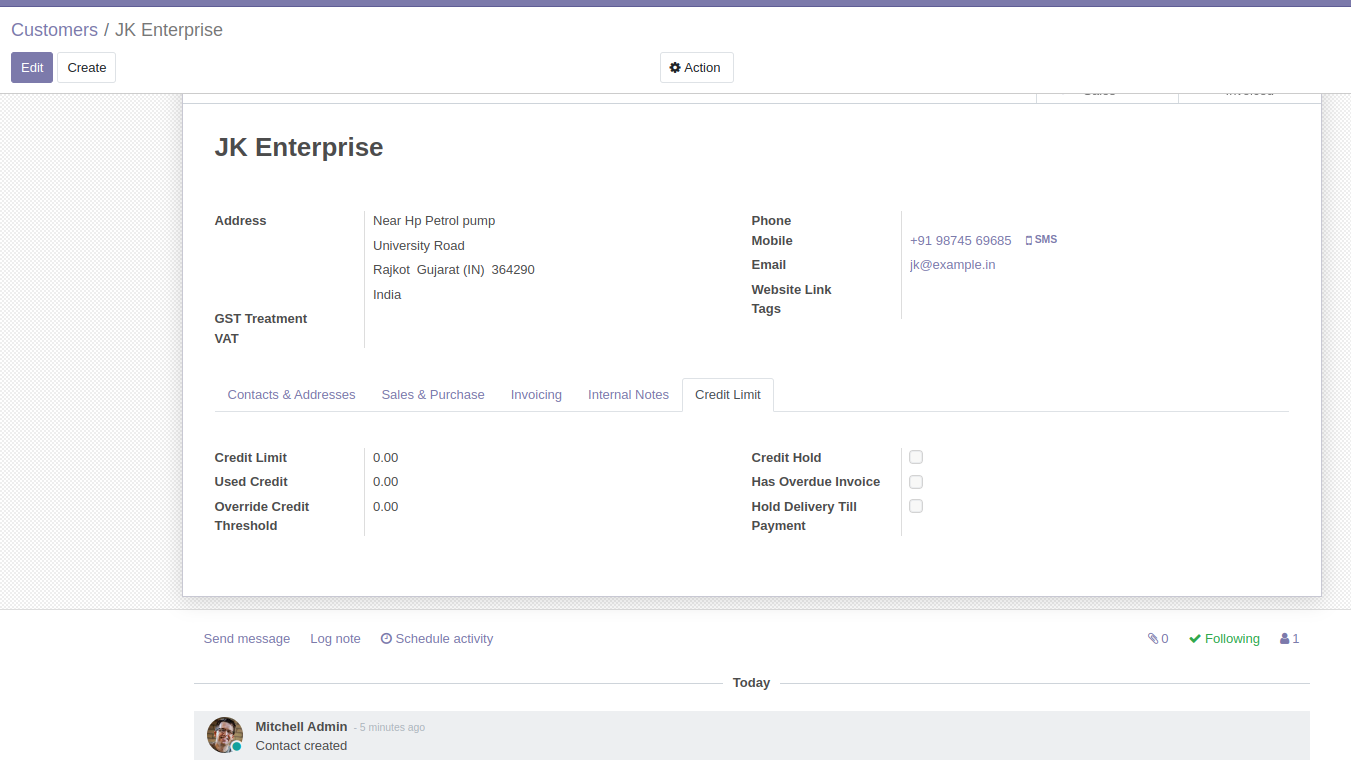 Customers / JK Enterprise
Edit Create Action
JK Enterprise
Address Near Hp Petrol pump Phone
University Road Mobile +91 98745 69685 SMS
Rajkot Gujarat (IN) 364290 Email jk@example.in
India Website Link
GST Treatment Tags
VAT
Contacts & Addresses Sales & Purchase Invoicing Internal Notes Credit Limit
Credit Limit 0.00 Credit Hold
Used Credit 0.00 Has Overdue Invoice
Override Credit Threshold 0.00 Hold Delivery Till Payment
Send message Log note Schedule activity 0 Following 1
Today
Mitchell Admin - 5 minutes ago
Contact created